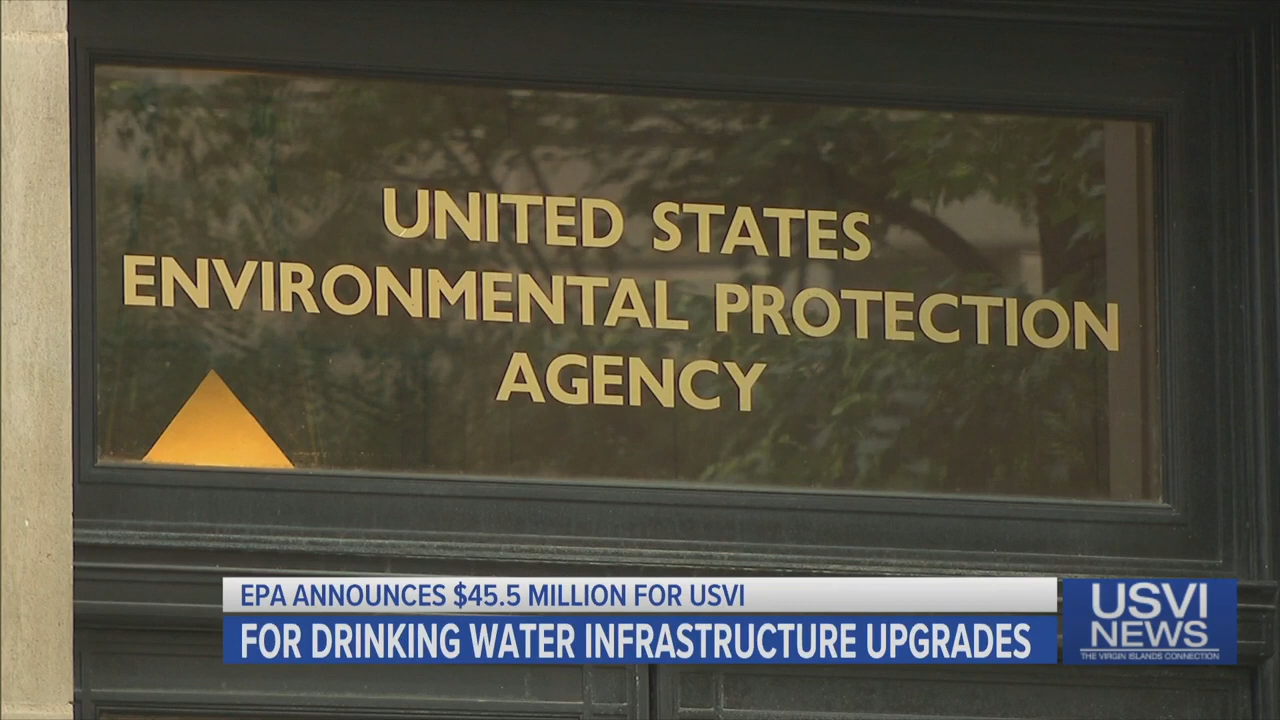 UNITED STATES
ENVIRONMENTAL PROTECTION
AGENCY
EPA ANNOUNCES $45.5 MILLION FOR USVI
FOR DRINKING WATER INFRASTRUCTURE UPGRADES
USVI
NEWS
THE VIRGIN ISLANDS CONNECTION